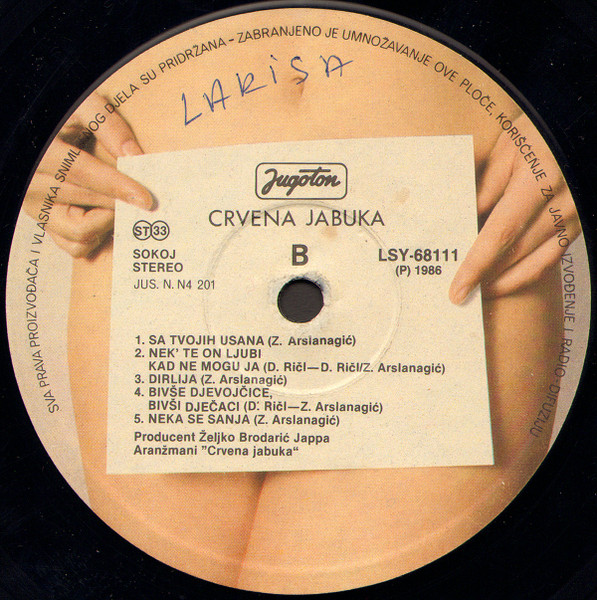 SVA PRAVA PROIZVOĐAČA I VLASNIKA SNIMLJENOG DJELA SU PRIDRŽANA – ZABRANJENO JE UMNOŽAVANJE OVE PLOČE, KORIŠĆENJE ZA JAVNO IZVOĐENJE I RADIO DIFUZIJU
LARISA
Jugoton
CRVENA JABUKA
ST 33
B
LSY-68111
SOKOJ
(P) 1986
STEREO
JUS. N. N4 201
1. SA TVOJIH USANA (Z. Arslanagić)
2. NEK' TE ON LJUBI
KAD NE MOGU JA (D. Ričl—D. Ričl/Z. Arslanagić)
3. DIRLIJA (Z. Arslanagić)
4. BIVŠE DJEVOJČICE,
BIVŠI DJEČACI (D. Ričl—Z. Arslanagić)
5. NEKA SE SANJA (Z. Arslanagić)
Producent Željko Brodarić Jappa
Aranžmani "Crvena jabuka"